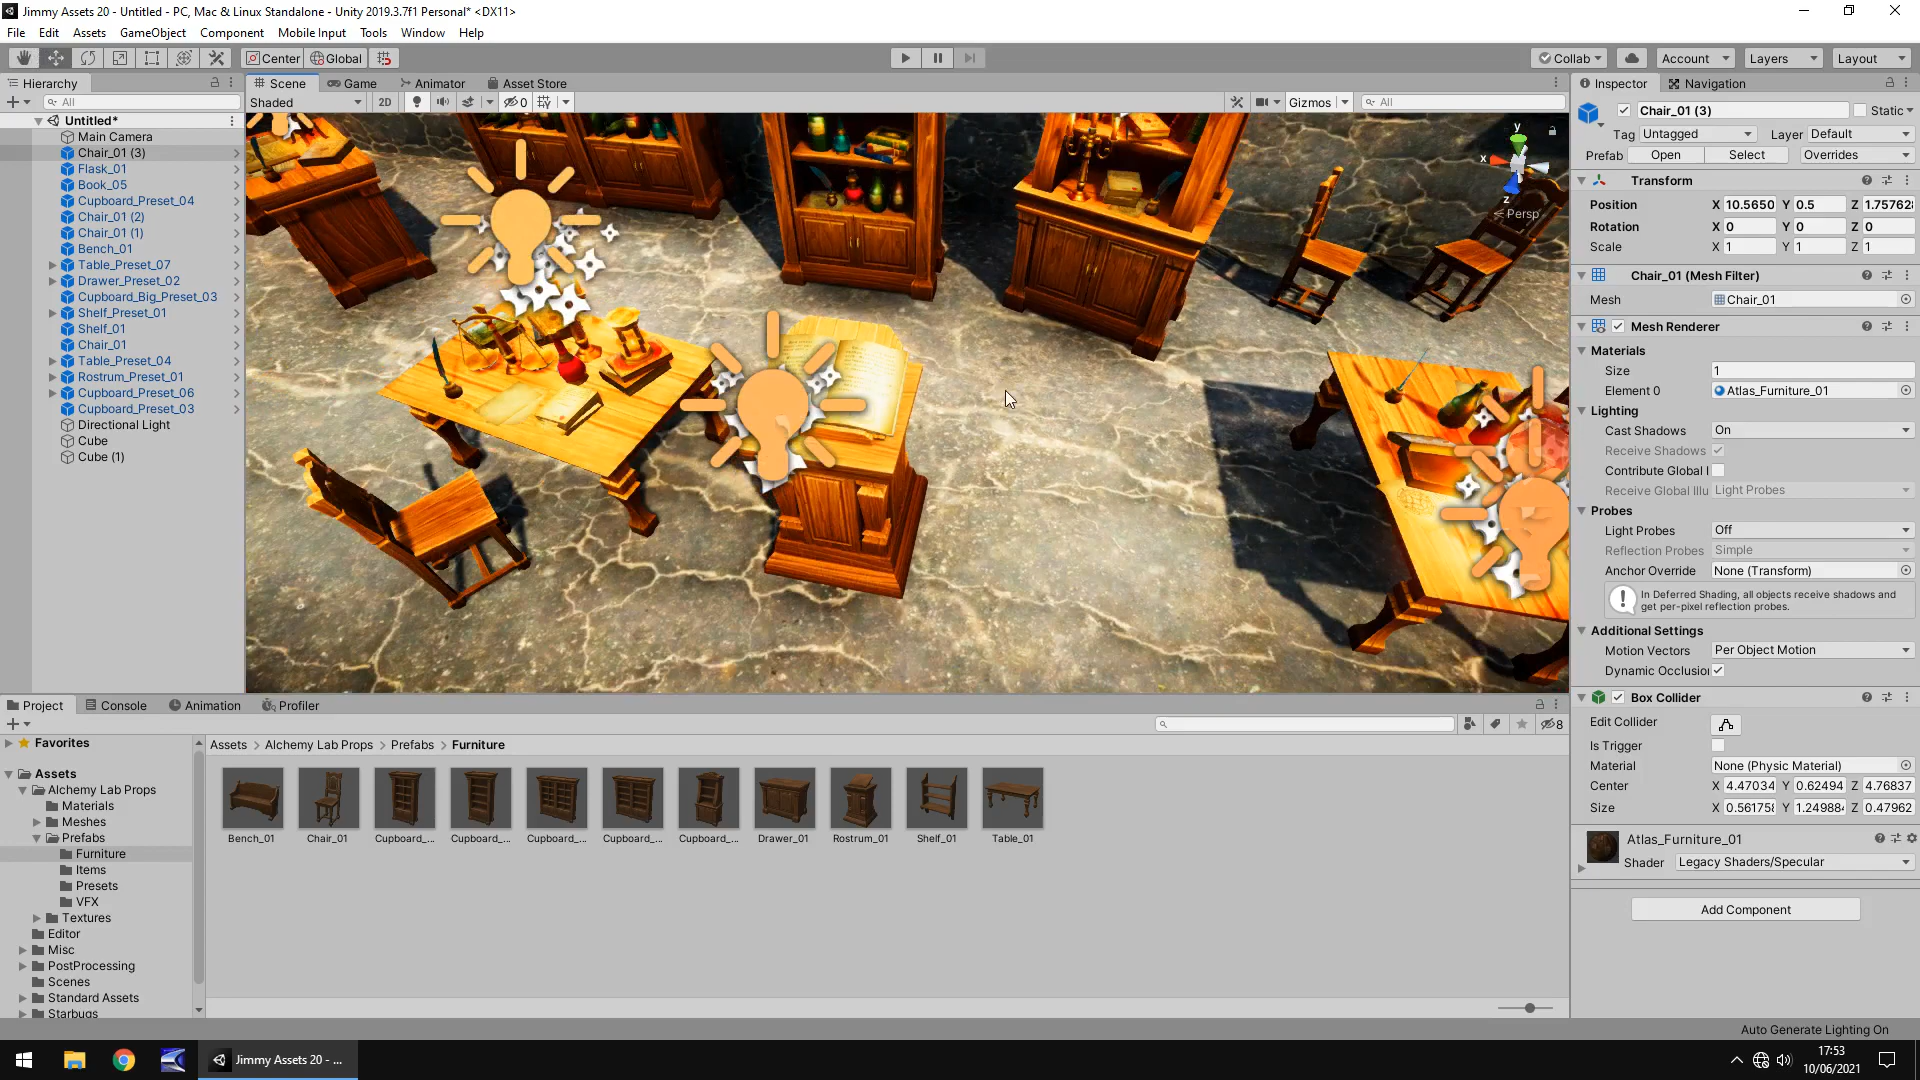 Jimmy Assets 20 - Untitled - PC, Mac & Linux Standalone - Unity 2019.3.7f1 Personal* <DX11>
File Edit Assets GameObject Component Mobile Input Tools Window Help
Center Global Collab Account Layers Layout
Hierarchy
All
Untitled*
Main Camera
Chair_01 (3)
Flask_01
Book_05
Cupboard_Preset_04
Chair_01 (2)
Chair_01 (1)
Bench_01
Table_Preset_07
Drawer_Preset_02
Cupboard_Big_Preset_03
Shelf_Preset_01
Shelf_01
Chair_01
Table_Preset_04
Rostrum_Preset_01
Cupboard_Preset_06
Cupboard_Preset_03
Directional Light
Cube
Cube (1)
Scene Game Animator Asset Store
Shaded 2D 0 Gizmos All
y
x
z
Persp
Inspector Navigation
Chair_01 (3) Static
Tag Untagged Layer Default
Prefab Open Select Overrides
Transform
Position X 10.5650 Y 0.5 Z 1.75762
Rotation X 0 Y 0 Z 0
Scale X 1 Y 1 Z 1
Chair_01 (Mesh Filter)
Mesh Chair_01
Mesh Renderer
Materials
Size 1
Element 0 Atlas_Furniture_01
Lighting
Cast Shadows On
Receive Shadows
Contribute Global I
Receive Global Illu Light Probes
Probes
Light Probes Off
Reflection Probes Simple
Anchor Override None (Transform)
In Deferred Shading, all objects receive shadows and
get per-pixel reflection probes.
Additional Settings
Motion Vectors Per Object Motion
Dynamic Occlusion
Box Collider
Edit Collider
Is Trigger
Material None (Physic Material)
Center X 4.47034 Y 0.62494 Z 4.76837
Size X 0.56175 Y 1.24988 Z 0.47962
Atlas_Furniture_01
Shader Legacy Shaders/Specular
Add Component
Project Console Animation Profiler
8
Favorites
Assets
Alchemy Lab Props
Materials
Meshes
Prefabs
Furniture
Items
Presets
VFX
Textures
Editor
Misc
PostProcessing
Scenes
Standard Assets
Starbugs
Assets > Alchemy Lab Props > Prefabs > Furniture
Bench_01 Chair_01 Cupboard_... Cupboard_... Cupboard_... Cupboard_... Cupboard_... Drawer_01 Rostrum_01 Shelf_01 Table_01
Auto Generate Lighting On
Jimmy Assets 20 - ...
17:53
10/06/2021